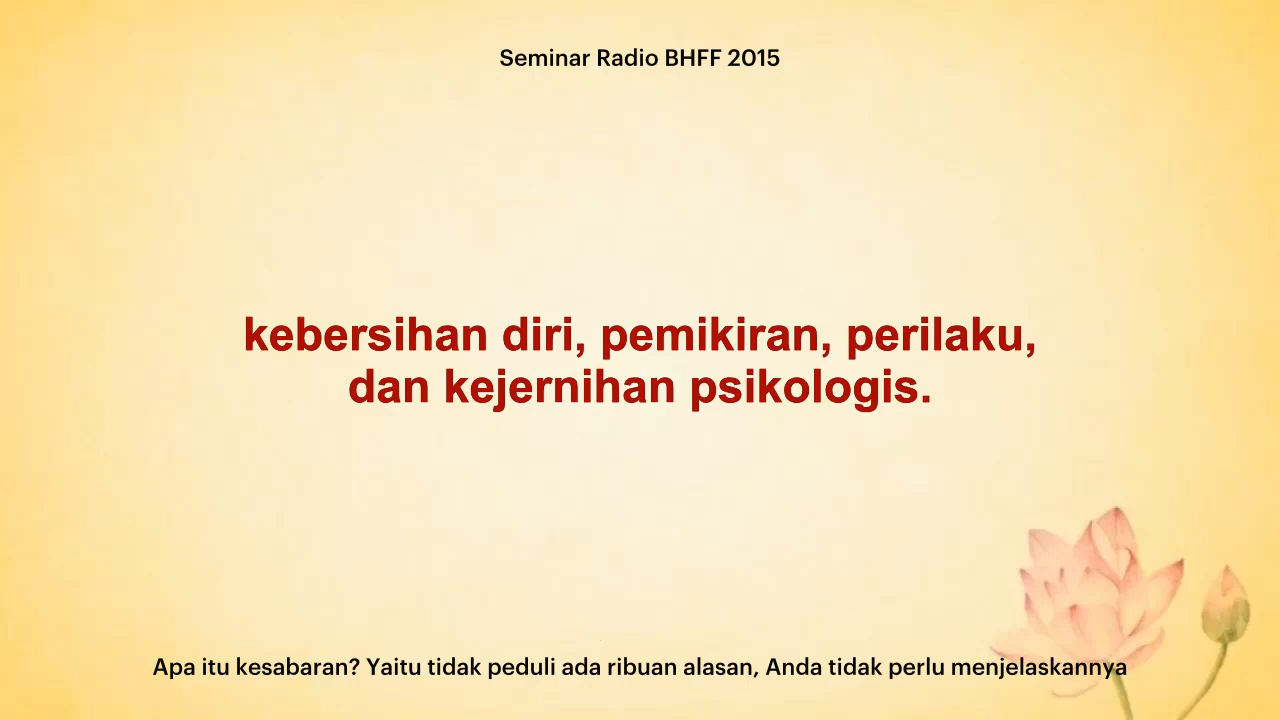 Seminar Radio BHFF 2015
kebersihan diri, pemikiran, perilaku,
dan kejernihan psikologis.
Apa itu kesabaran? Yaitu tidak peduli ada ribuan alasan, Anda tidak perlu menjelaskannya